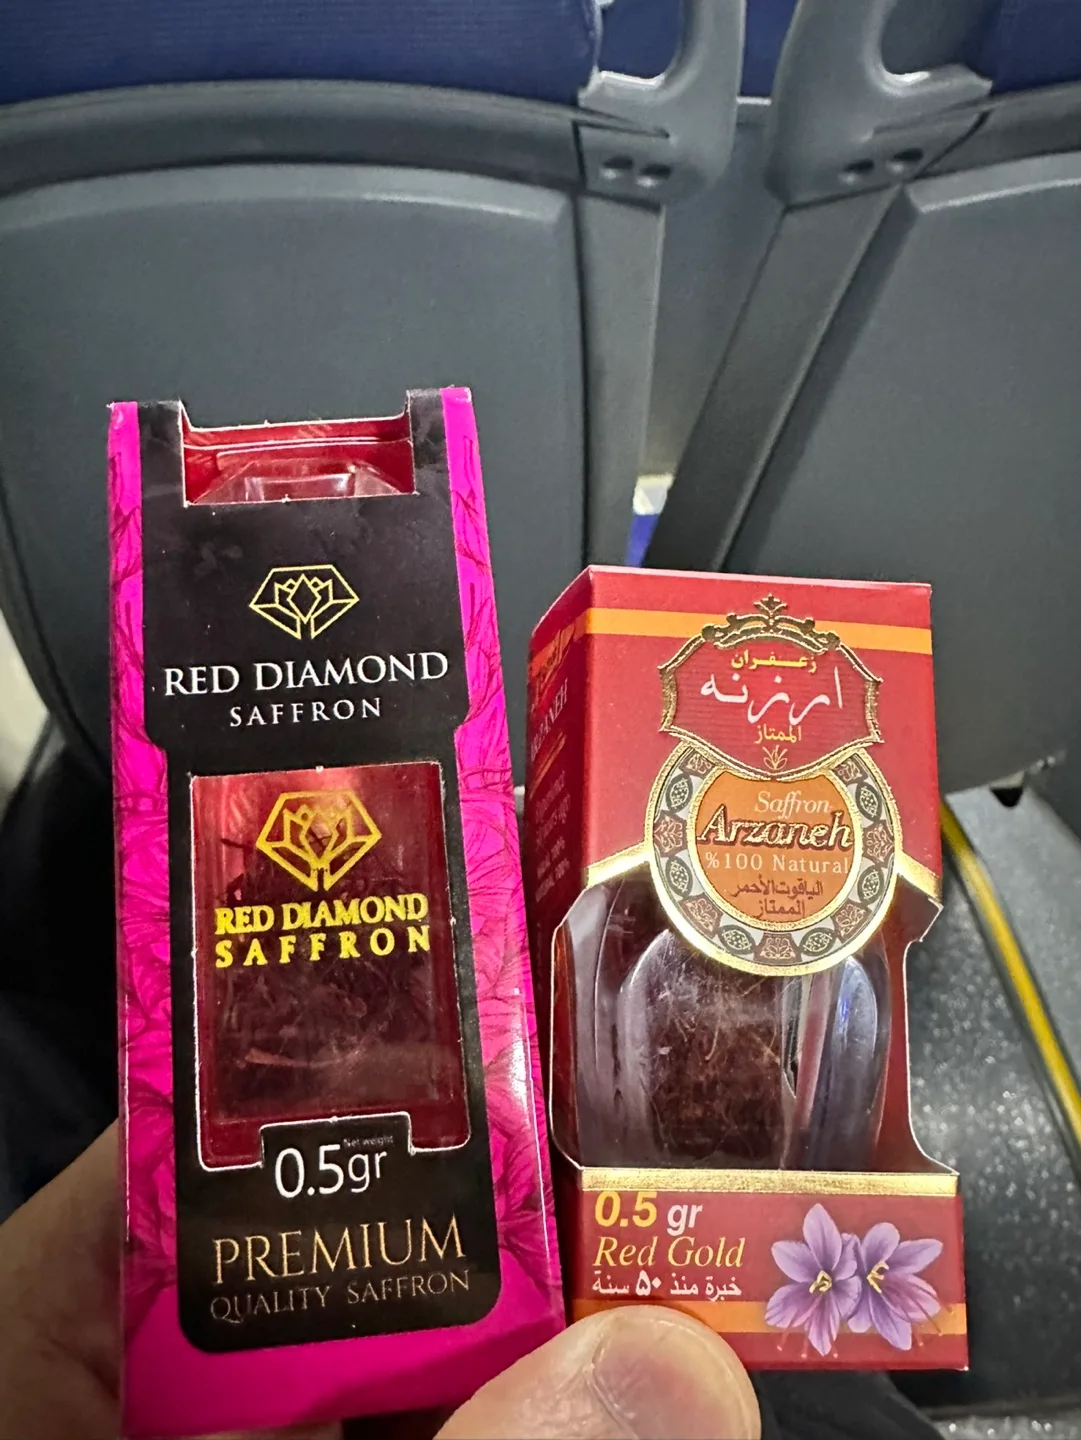 RED DIAMOND
SAFFRON
RED DIAMOND
SAFFRON
Net weight
0.5gr
PREMIUM
QUALITY SAFFRON
زعفران
ارزنه
الممتاز
Saffron
Arzaneh
%100 Natural
الياقوت الأحمر
الممتاز
0.5 gr
Red Gold
خبرة منذ ٥٠ سنة
ARZANEH